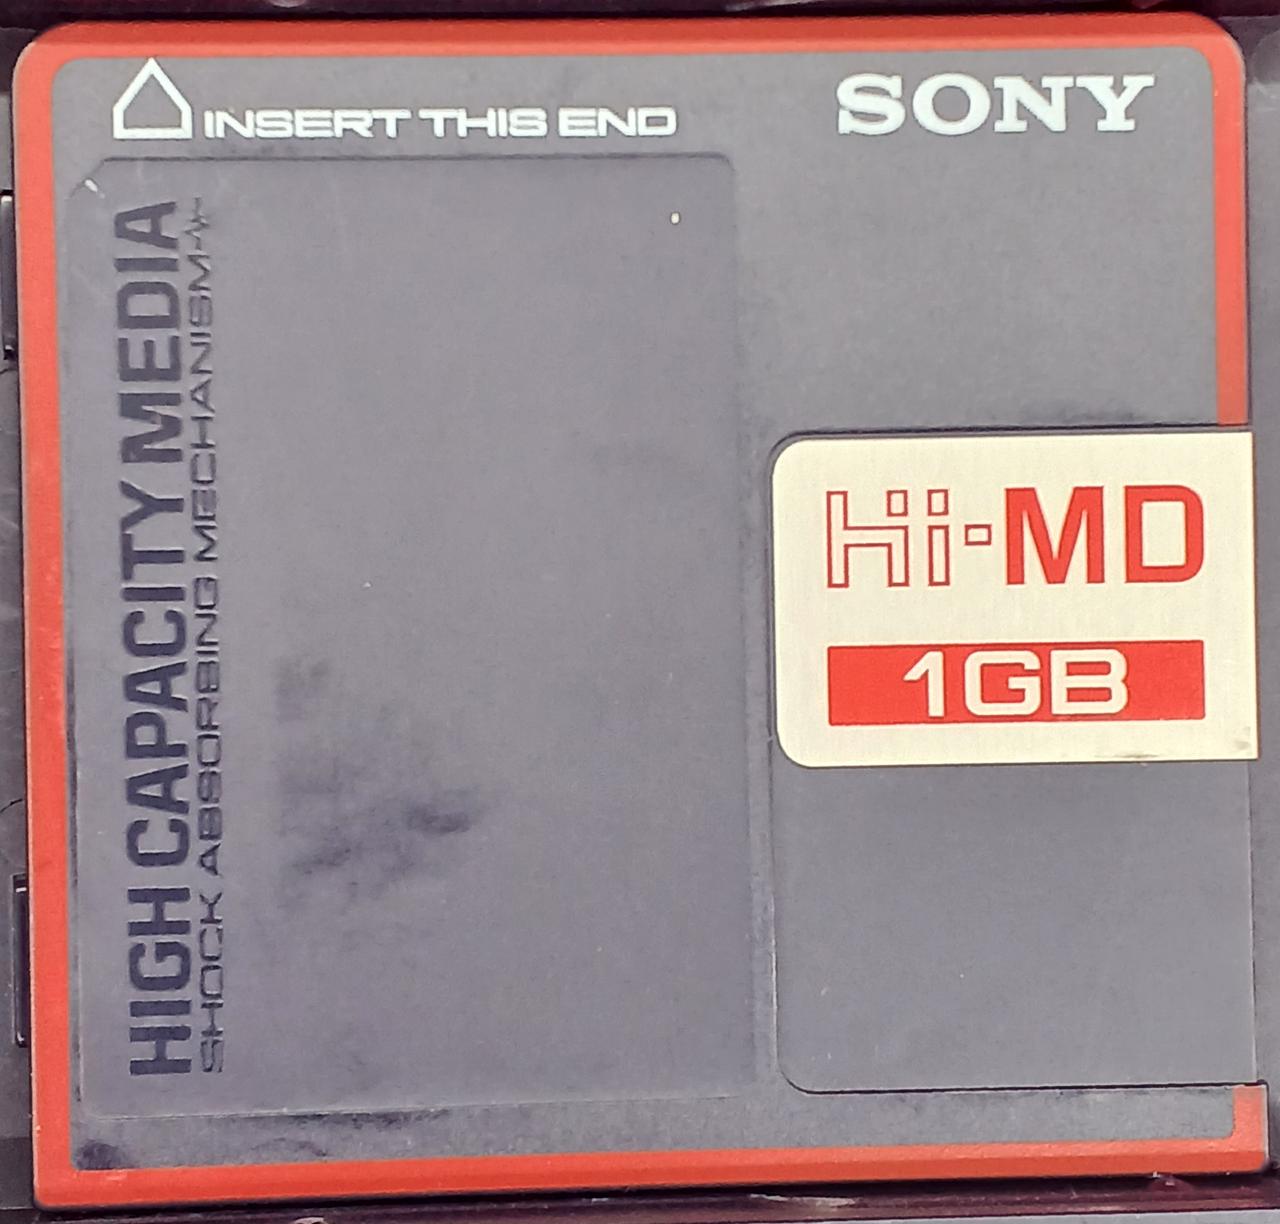 INSERT THIS END
SONY
HIGH CAPACITY MEDIA
SHOCK ABSORBING MECHANISM
Hi-MD
1GB